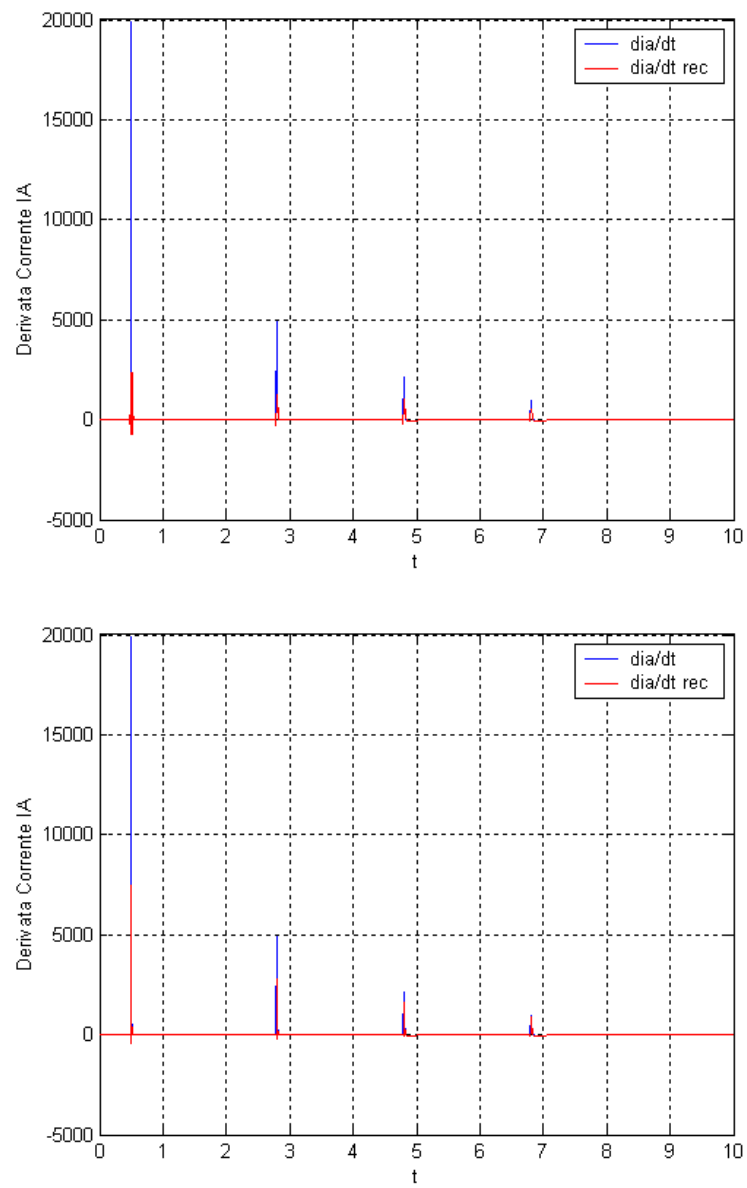 20000
dia/dt
dia/dt rec
15000
10000
5000
0
-5000
Derivata Corrente IA
0 1 2 3 4 5 6 7 8 9 10
t
20000
dia/dt
dia/dt rec
15000
10000
5000
0
-5000
Derivata Corrente IA
0 1 2 3 4 5 6 7 8 9 10
t